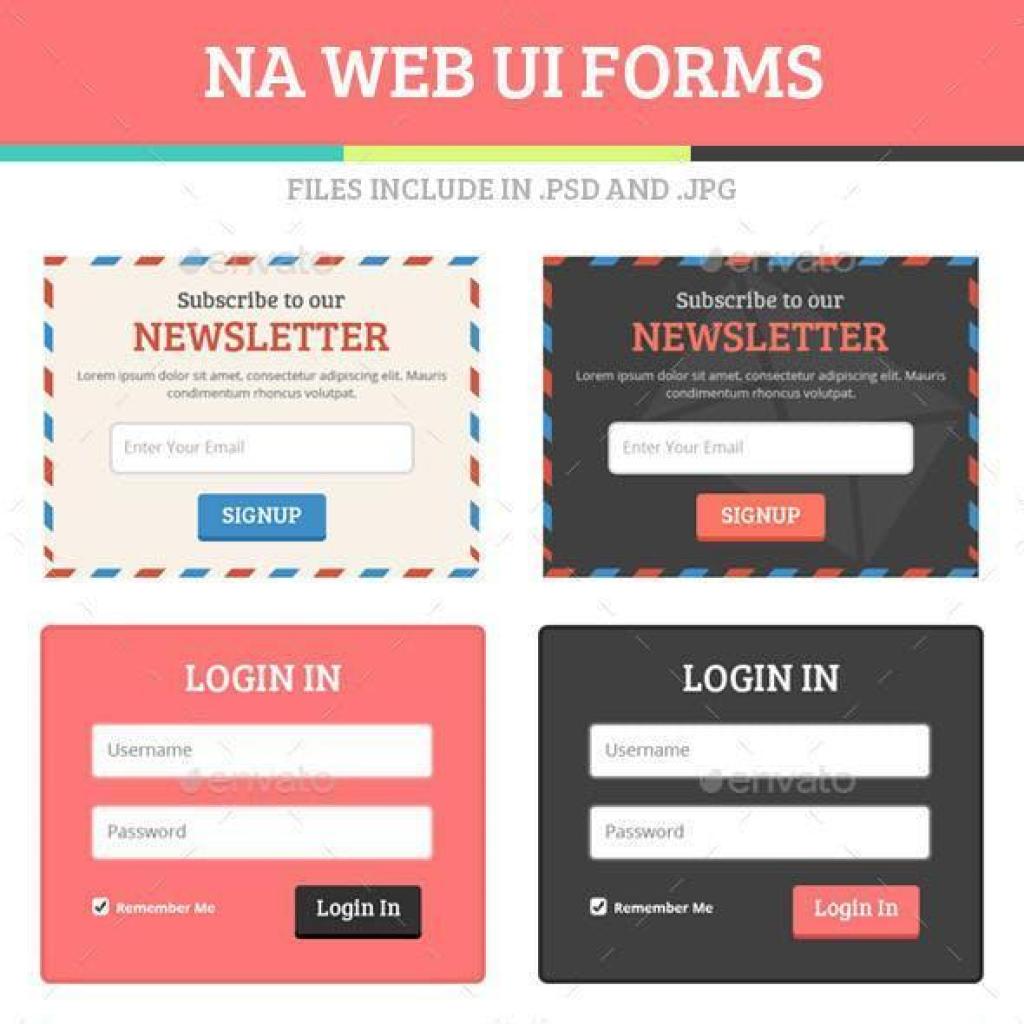 NA WEB UI FORMS
FILES INCLUDE IN .PSD AND .JPG
envato
envato
Subscribe to our
NEWSLETTER
Lorem ipsum dolor sit amet, consectetur adipiscing elit. Mauris
condimentum rhoncus volutpat.
Enter Your Email
SIGNUP
Subscribe to our
NEWSLETTER
Lorem ipsum dolor sit amet, consectetur adipiscing elit. Mauris
condimentum rhoncus volutpat.
Enter Your Email
SIGNUP
LOGIN IN
Username
envato
Password
Remember Me
Login In
LOGIN IN
Username
envato
Password
Remember Me
Login In